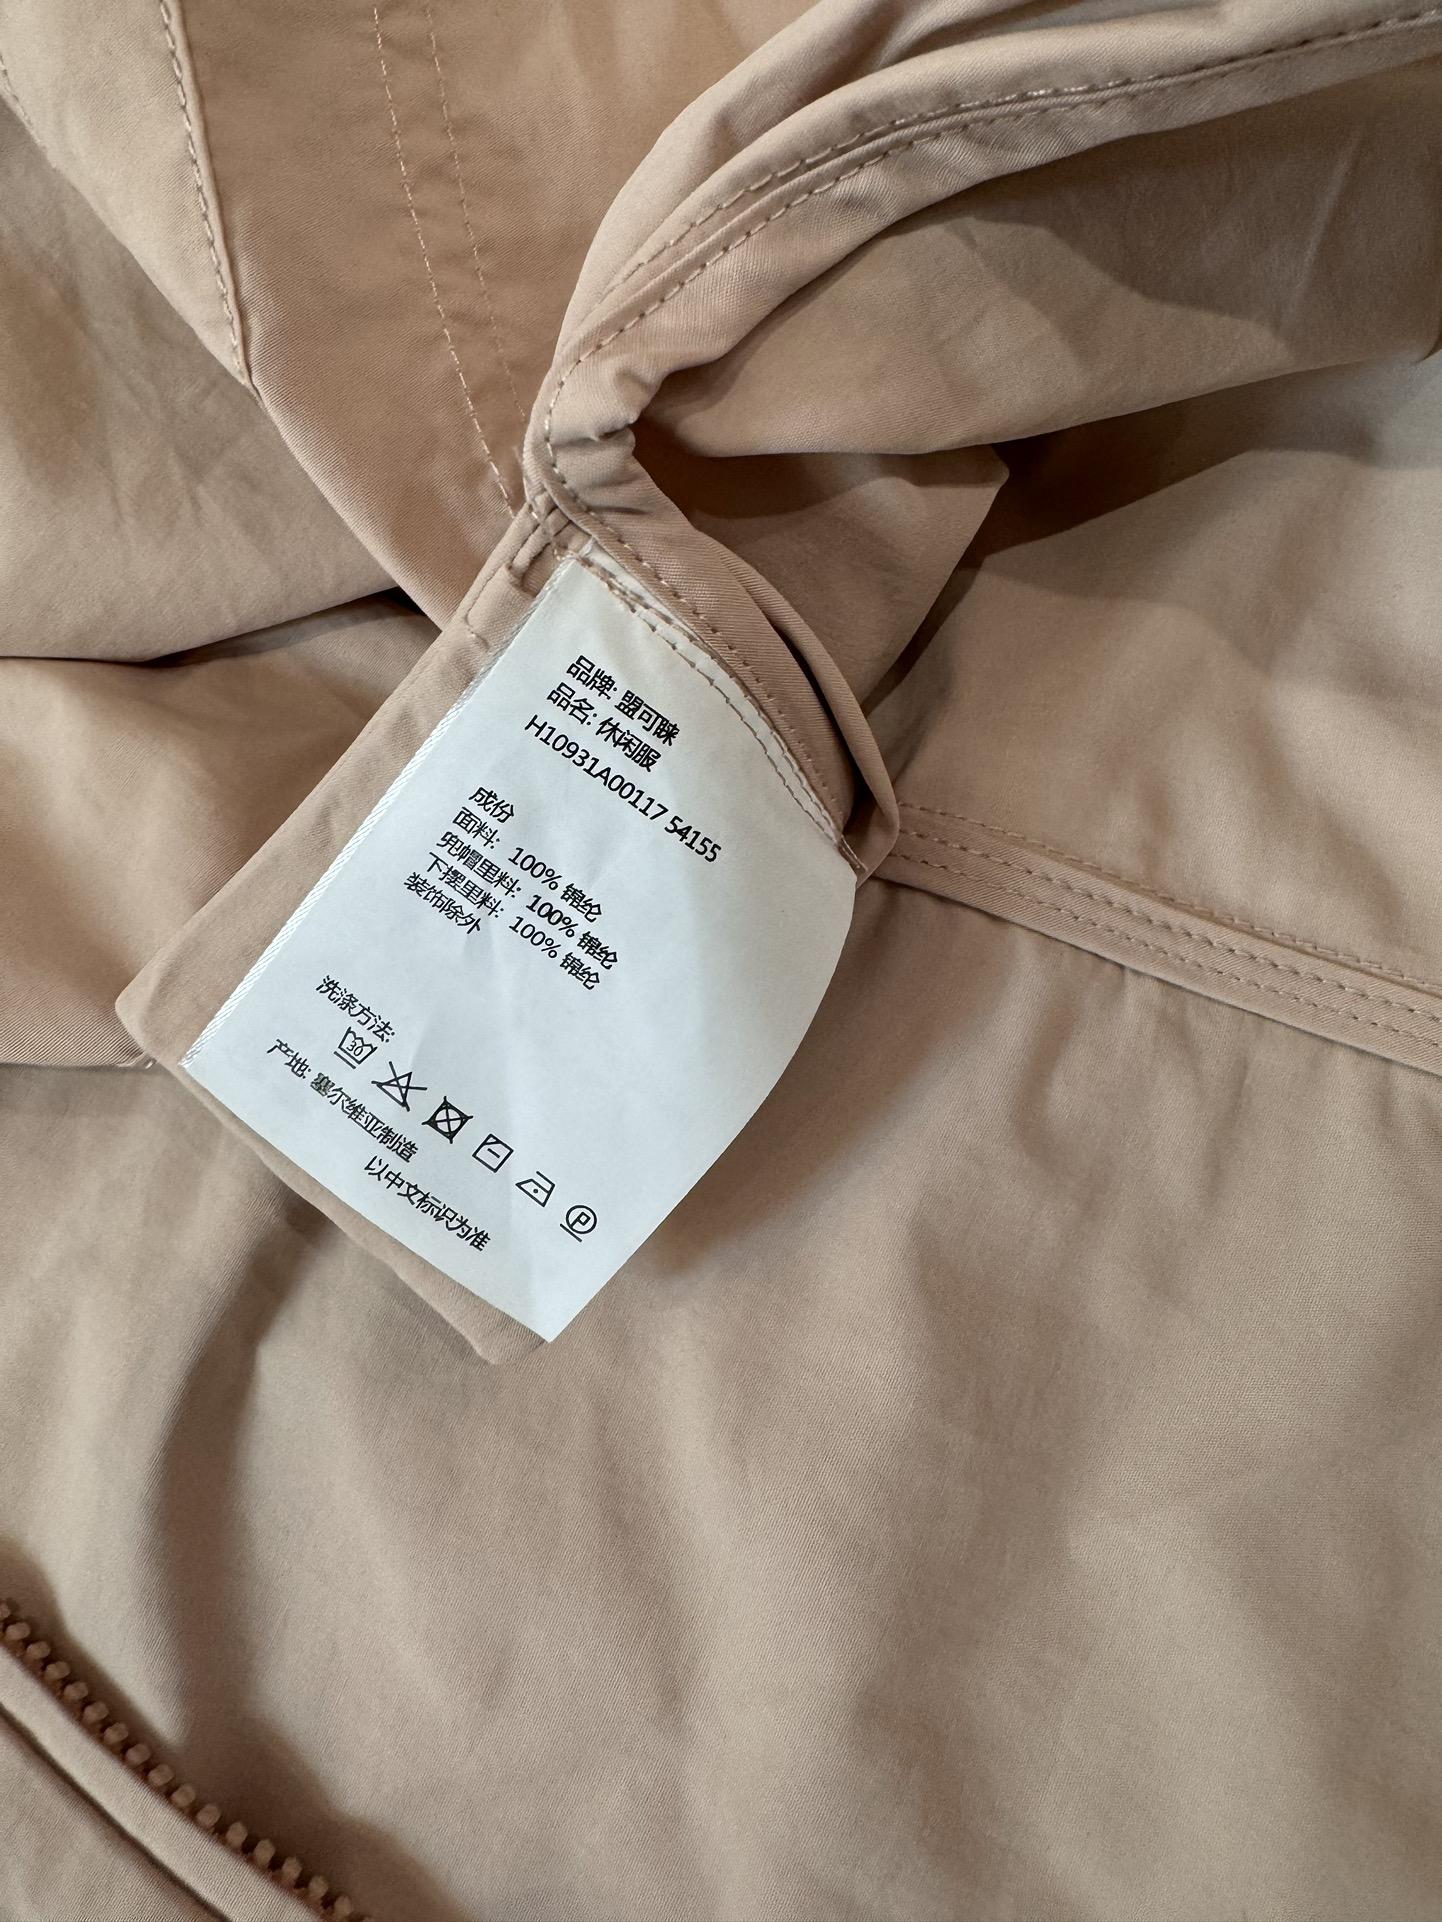 品牌: 盟可睐
品名: 休闲服
H10931A00117 54155
成份
面料: 100% 锦纶
兜帽里料: 100% 锦纶
下摆里料: 100% 锦纶
装饰部除外
洗涤方法:
P
产地: 塞尔维亚制造
以中文标识为准